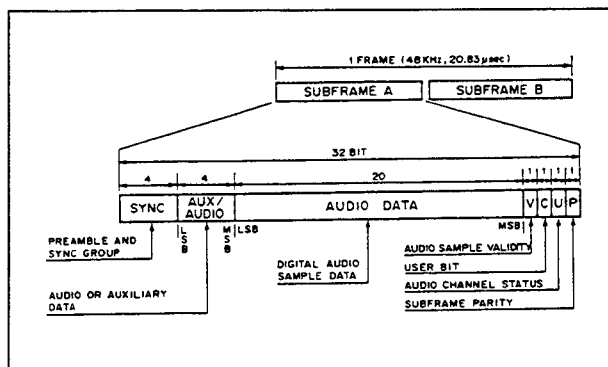 1 FRAME (48KHz, 20.83µsec)
SUBFRAME A
SUBFRAME B
32 BIT
4
4
20
1
1
1
1
SYNC
AUX/
AUDIO
AUDIO DATA
V
C
U
P
LSB
MSB
LSB
MSB
PREAMBLE AND
SYNC GROUP
AUDIO OR AUXILIARY
DATA
DIGITAL AUDIO
SAMPLE DATA
AUDIO SAMPLE VALIDITY
USER BIT
AUDIO CHANNEL STATUS
SUBFRAME PARITY